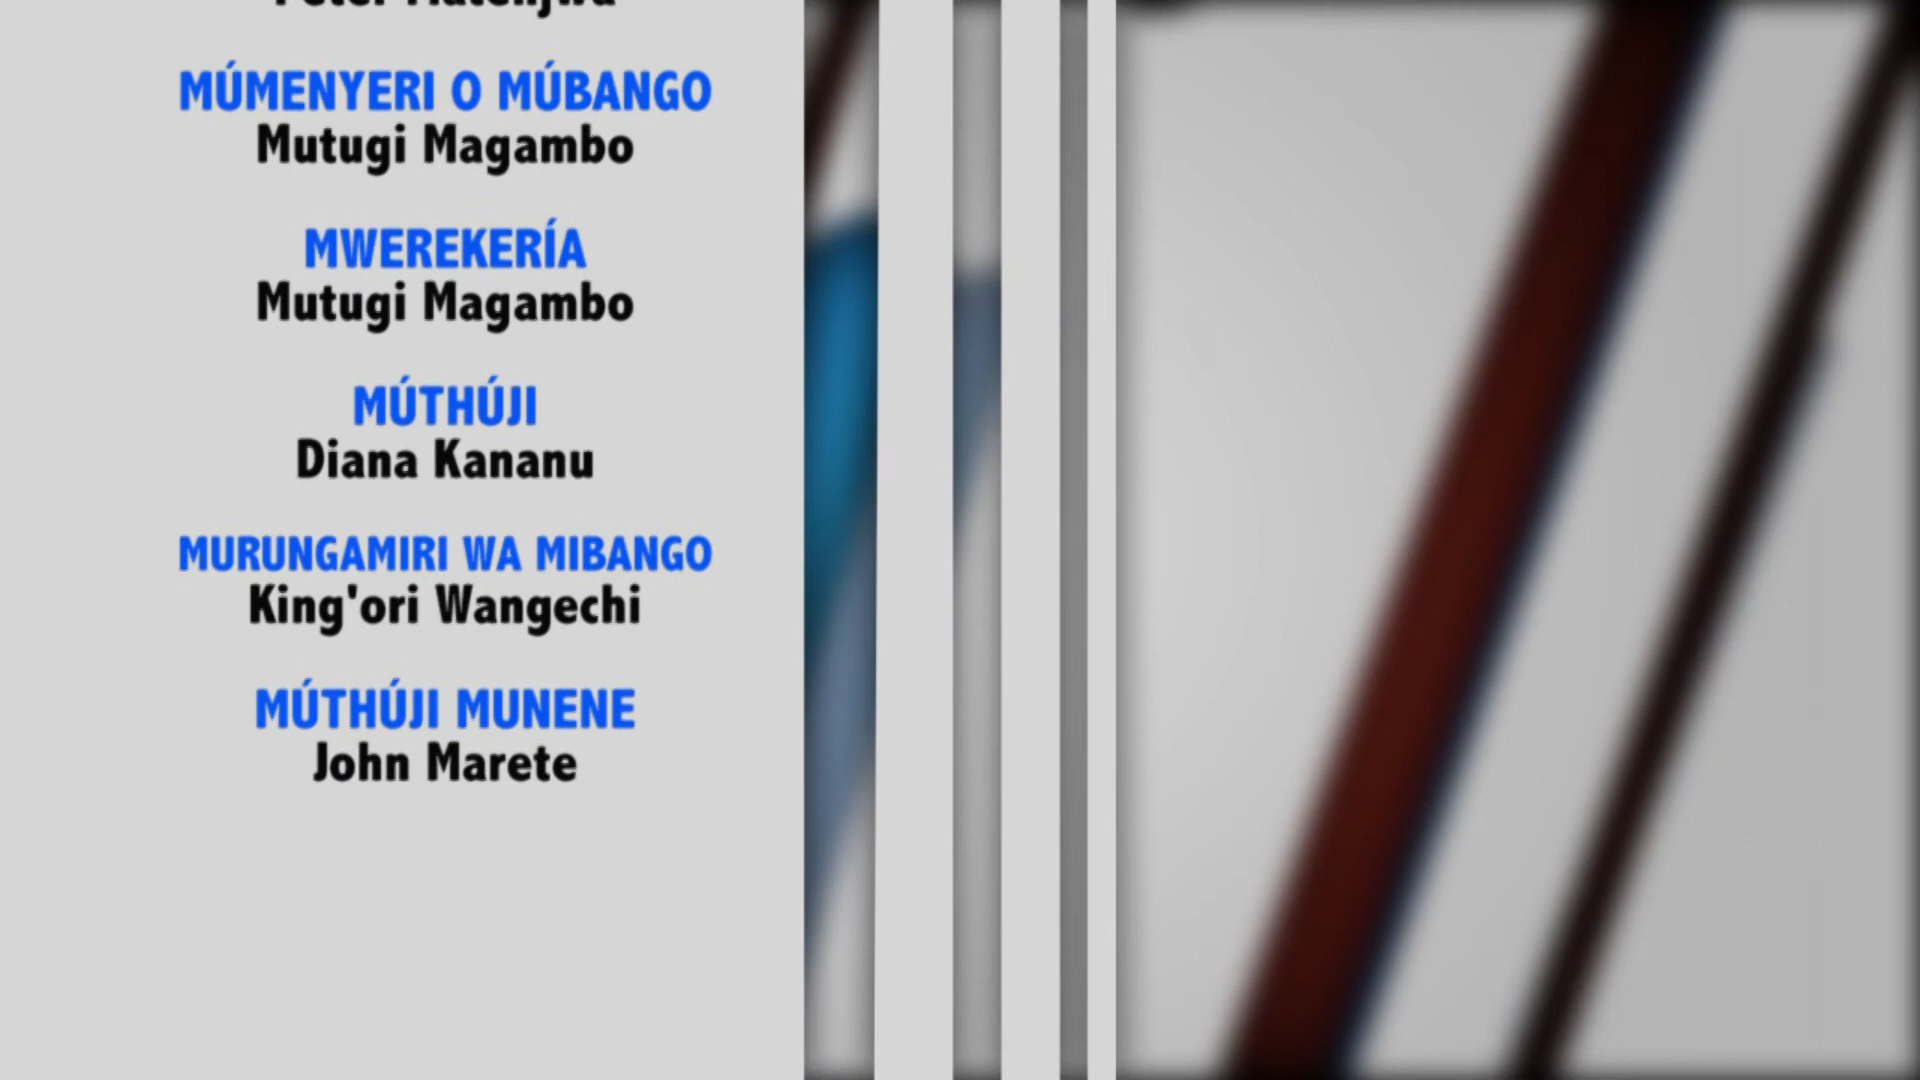 MÚMENYERI O MÚBANGO
Mutugi Magambo
MWEREKERÍA
Mutugi Magambo
MÚTHÚJI
Diana Kananu
MURUNGAMIRI WA MIBANGO
King'ori Wangechi
MÚTHÚJI MUNENE
John Marete